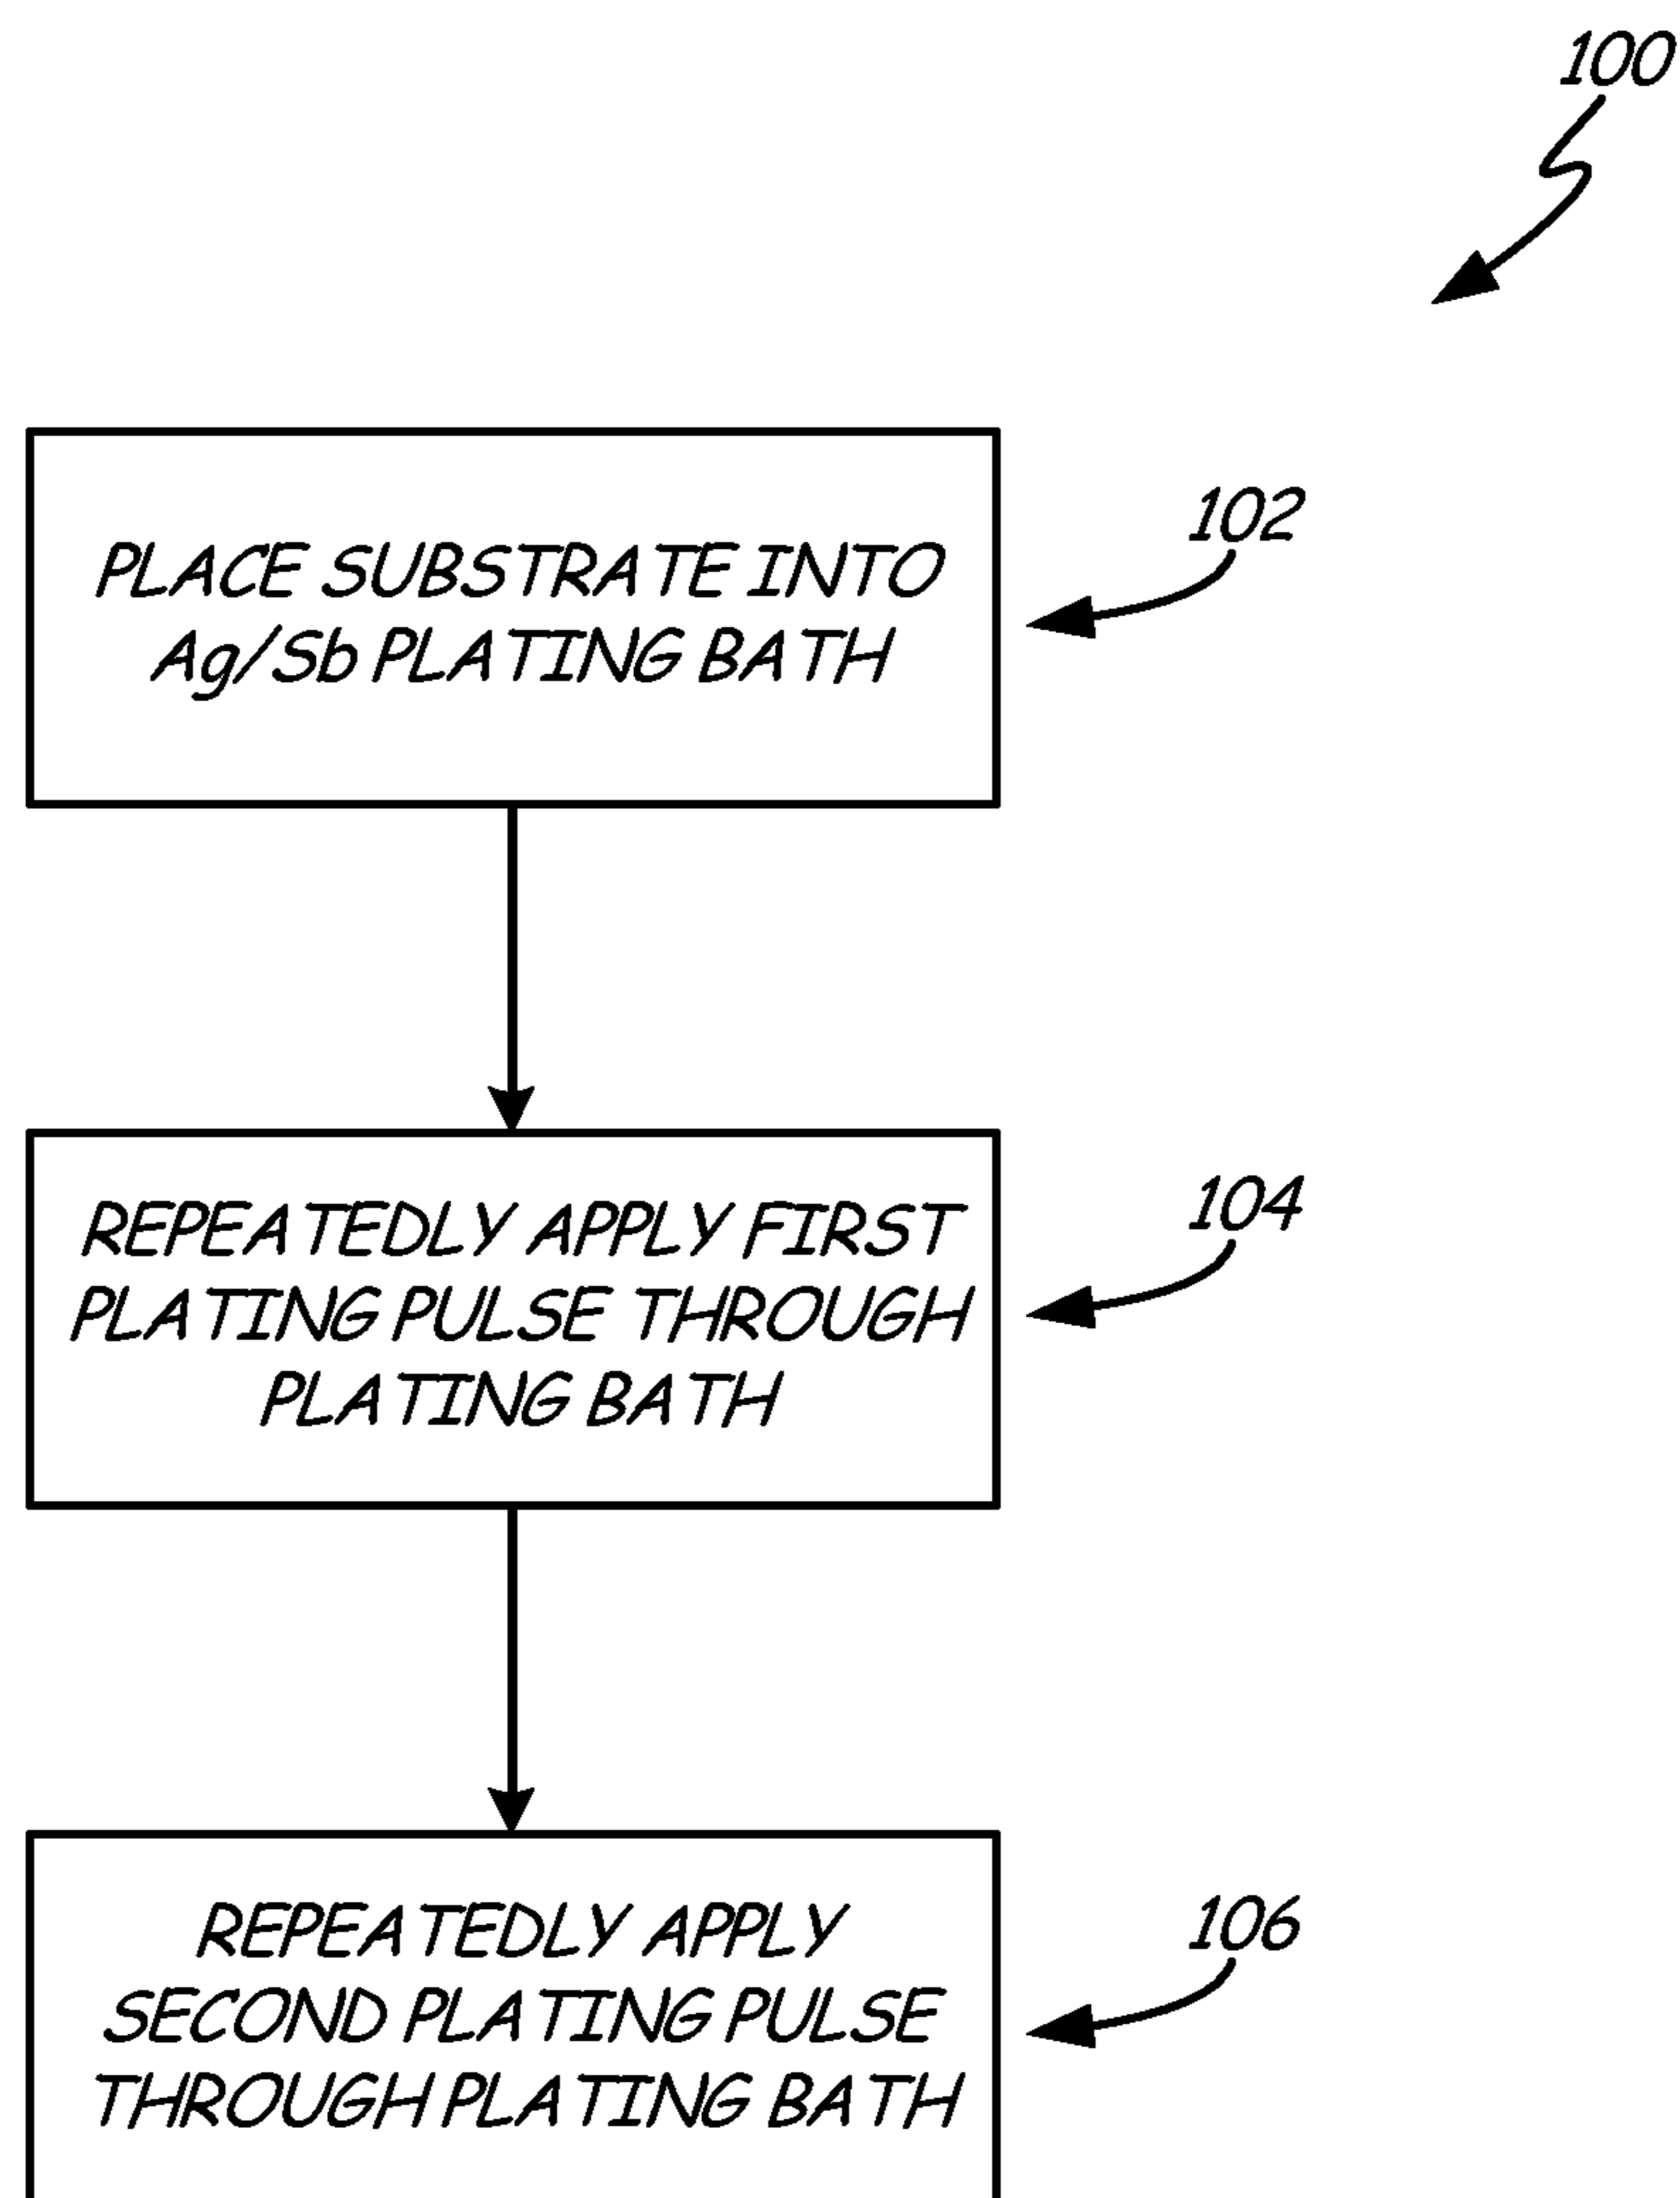 100
PLACE SUBSTRATE INTO
Ag/Sb PLATING BATH
102
REPEATEDLY APPLY FIRST
PLATING PULSE THROUGH
PLATING BATH
104
REPEATEDLY APPLY
SECOND PLATING PULSE
THROUGH PLATING BATH
106